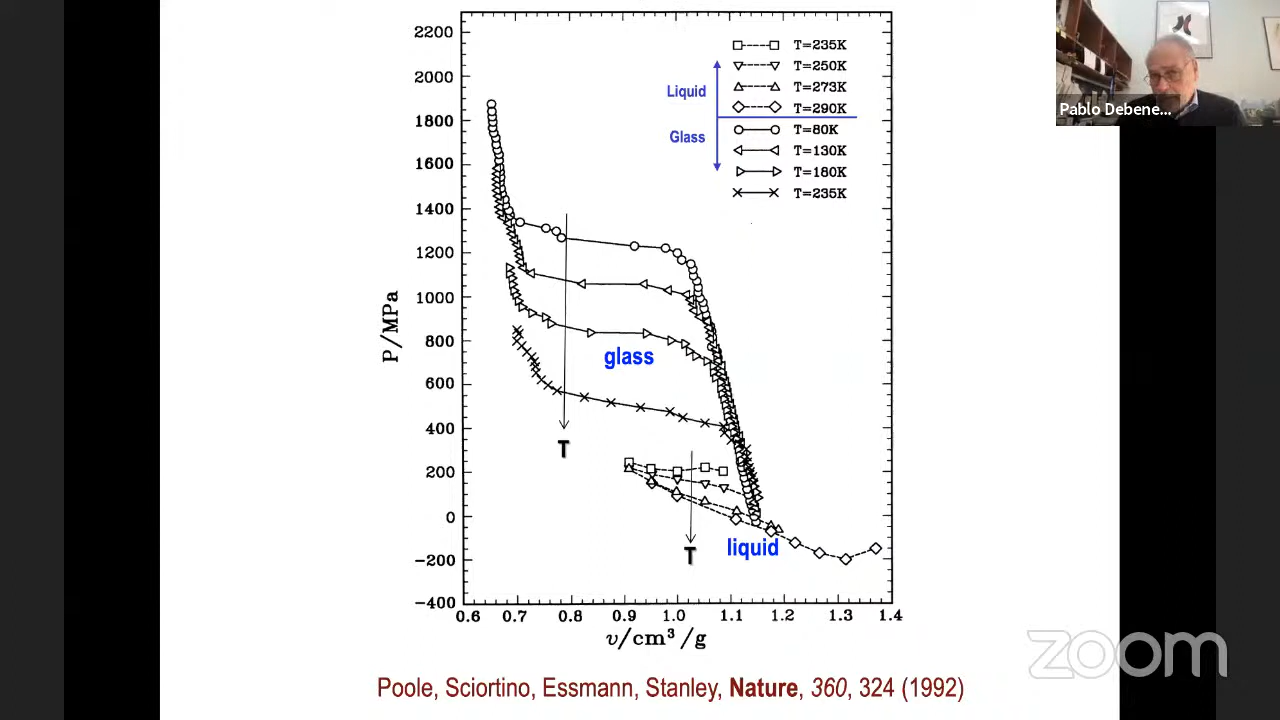 2200
2000
1800
1600
1400
1200
1000
800
600
400
200
0
−200
−400
P/MPa
0.6 0.7 0.8 0.9 1.0 1.1 1.2 1.3 1.4
v/cm³/g
T=235K
T=250K
T=273K
T=290K
T=80K
T=130K
T=180K
T=235K
Liquid
Glass
glass
T
T
liquid
Pablo Debene...
zoom
Poole, Sciortino, Essmann, Stanley, Nature, 360, 324 (1992)